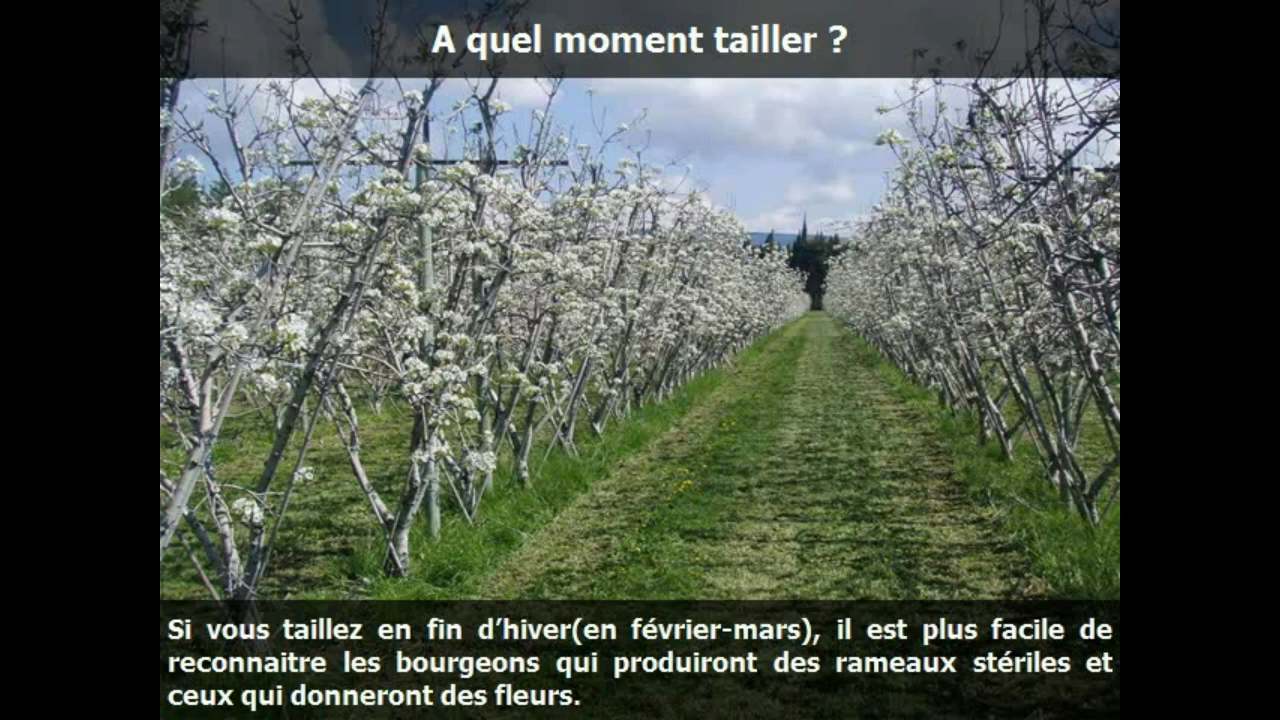 A quel moment tailler ?
Si vous taillez en fin d’hiver(en février-mars), il est plus facile de
reconnaitre les bourgeons qui produiront des rameaux stériles et
ceux qui donneront des fleurs.